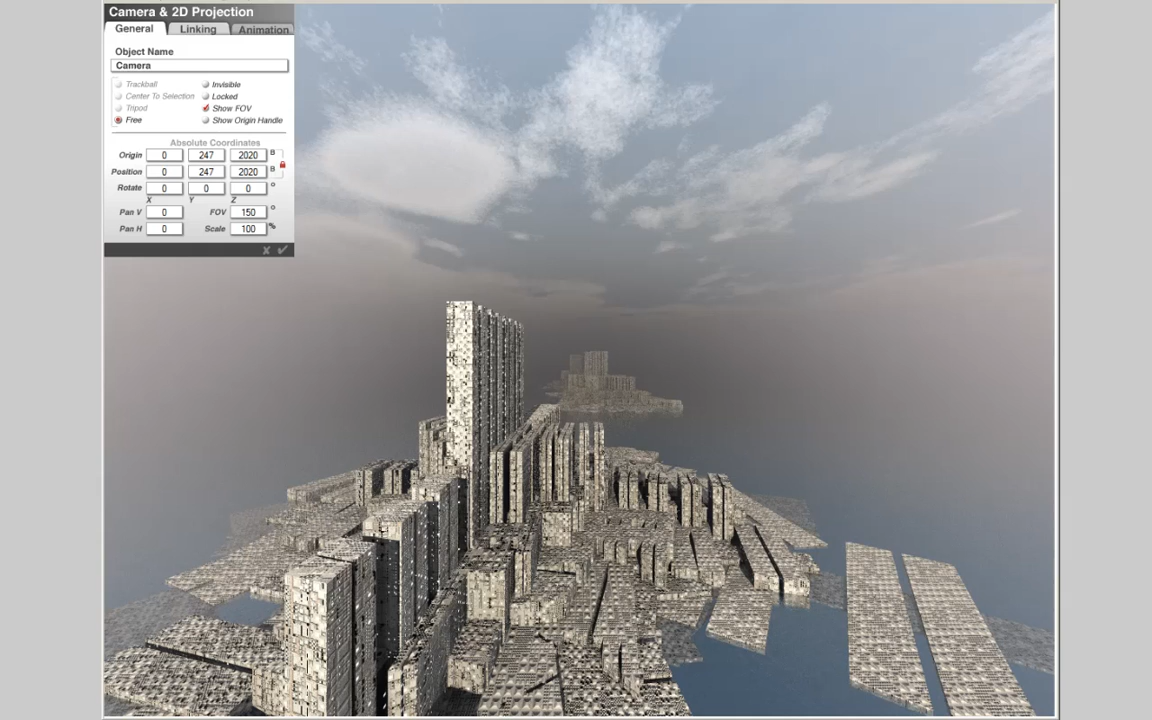 Camera & 2D Projection
General Linking Animation
Object Name
Camera
Trackball Invisible
Center To Selection Locked
Tripod Show FOV
Free Show Origin Handle
Absolute Coordinates
Origin 0 247 2020 B
Position 0 247 2020 B
Rotate 0 0 0 °
X Y Z
Pan V 0 FOV 150 °
Pan H 0 Scale 100 %